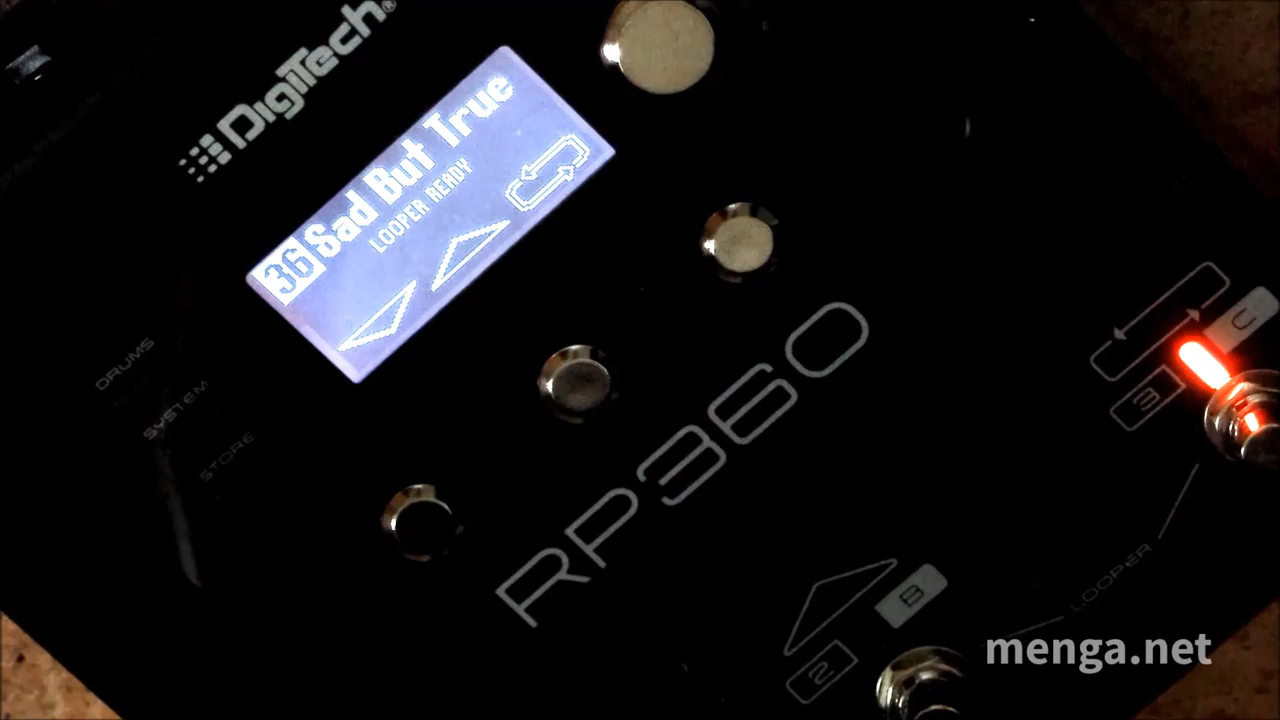 DigiTech®
36 Sad But True
LOOPER READY
DRUMS
SYSTEM
STORE
RP360
3
C
2
B
LOOPER
menga.net